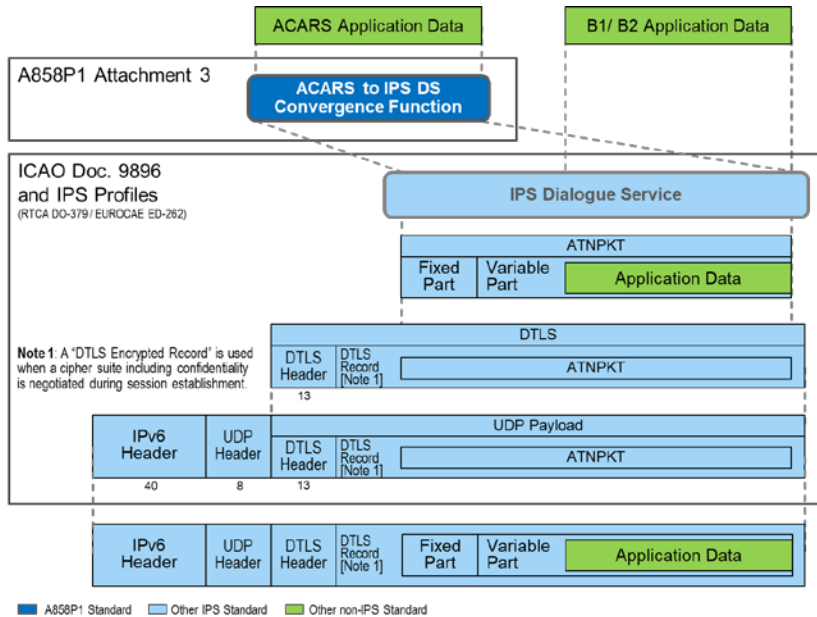 ACARS Application Data
B1/ B2 Application Data
A858P1 Attachment 3
ACARS to IPS DS
Convergence Function
ICAO Doc. 9896
and IPS Profiles
(RTCA DO-379/ EUROCAE ED-262)
IPS Dialogue Service
ATNPKT
Fixed
Part
Variable
Part
Application Data
Note 1: A “DTLS Encrypted Record” is used
when a cipher suite including confidentiality
is negotiated during session establishment.
DTLS
DTLS
Header
DTLS
Record
[Note 1]
ATNPKT
13
IPv6
Header
UDP
Header
UDP Payload
DTLS
Header
DTLS
Record
[Note 1]
ATNPKT
40
8
13
IPv6
Header
UDP
Header
DTLS
Header
DTLS
Record
[Note 1]
Fixed
Part
Variable
Part
Application Data
A858P1 Standard
Other IPS Standard
Other non-IPS Standard